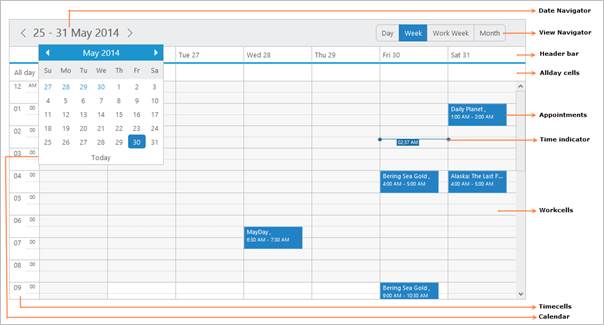 Date Navigator
25 - 31 May 2014
Day Week Work Week Month
View Navigator
May 2014
Tue 27 Wed 28 Thu 29 Fri 30 Sat 31
Header bar
All day
Su Mo Tu We Th Fr Sa
Allday cells
12 AM
27 28 29 30 1 2 3
4 5 6 7 8 9 10
01 00
11 12 13 14 15 16 17
Daily Planet ,
1:00 AM - 2:00 AM
Appointments
02 00
18 19 20 21 22 23 24
25 26 27 28 29 30 31
02:37 AM
Time indicator
03 00
Today
04 00
Bering Sea Gold ,
4:00 AM - 5:00 AM
Alaska: The Last F...
4:00 AM - 5:00 AM
05 00
Workcells
06 00
07 00
MayDay ,
6:30 AM - 7:30 AM
08 00
09 00
Bering Sea Gold ,
9:00 AM - 10:30 AM
Timecells
Calendar